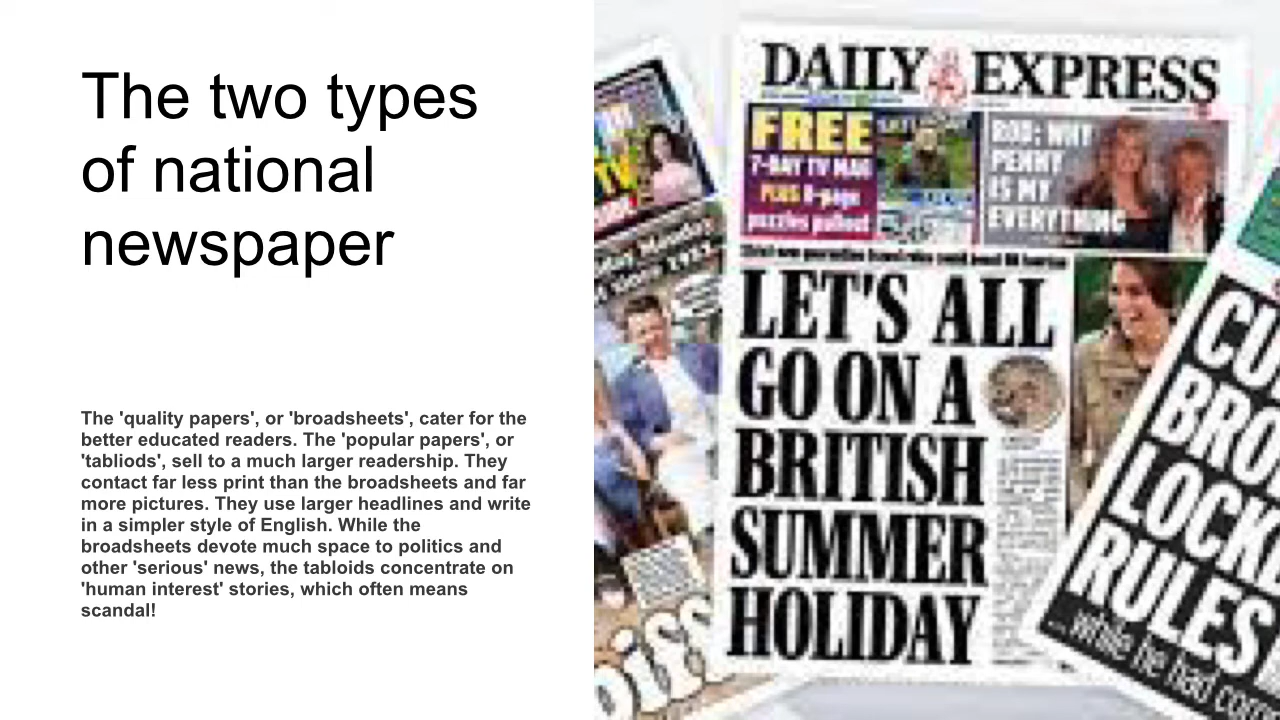 The two types
of national
newspaper
The 'quality papers', or 'broadsheets', cater for the
better educated readers. The 'popular papers', or
'tabliods', sell to a much larger readership. They
contact far less print than the broadsheets and far
more pictures. They use larger headlines and write
in a simpler style of English. While the
broadsheets devote much space to politics and
other 'serious' news, the tabloids concentrate on
'human interest' stories, which often means
scandal!
DAILY EXPRESS
FREE
7-DAY TV MAG
PLUS 8-page
puzzles pullout
ROD: WHY
PENNY
IS MY
EVERYTHING
LET'S ALL
GO ON A
BRITISH
SUMMER
HOLIDAY
TV
RULES
...while he had